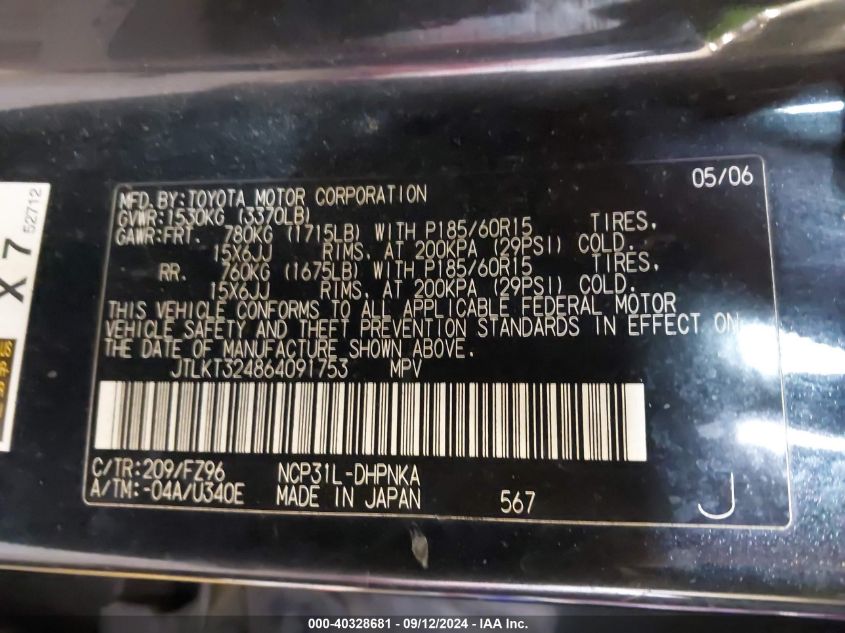 MFD.BY:TOYOTA MOTOR CORPORATION 05/06
GVWR:1530KG (3370LB)
GAWR:FRT. 780KG (1715LB) WITH P185/60R15 TIRES,
15X6JJ RIMS, AT 200KPA (29PSI) COLD.
RR. 760KG (1675LB) WITH P185/60R15 TIRES,
15X6JJ RIMS, AT 200KPA (29PSI) COLD.
THIS VEHICLE CONFORMS TO ALL APPLICABLE FEDERAL MOTOR
VEHICLE SAFETY AND THEFT PREVENTION STANDARDS IN EFFECT ON
THE DATE OF MANUFACTURE SHOWN ABOVE.
JTLKT324864091753 MPV
C/TR:209/FZ96 NCP31L-DHPNKA
A/TM:-04A/U340E MADE IN JAPAN 567 J
X 7
52712
000-40328681 - 09/12/2024 - IAA, Inc.